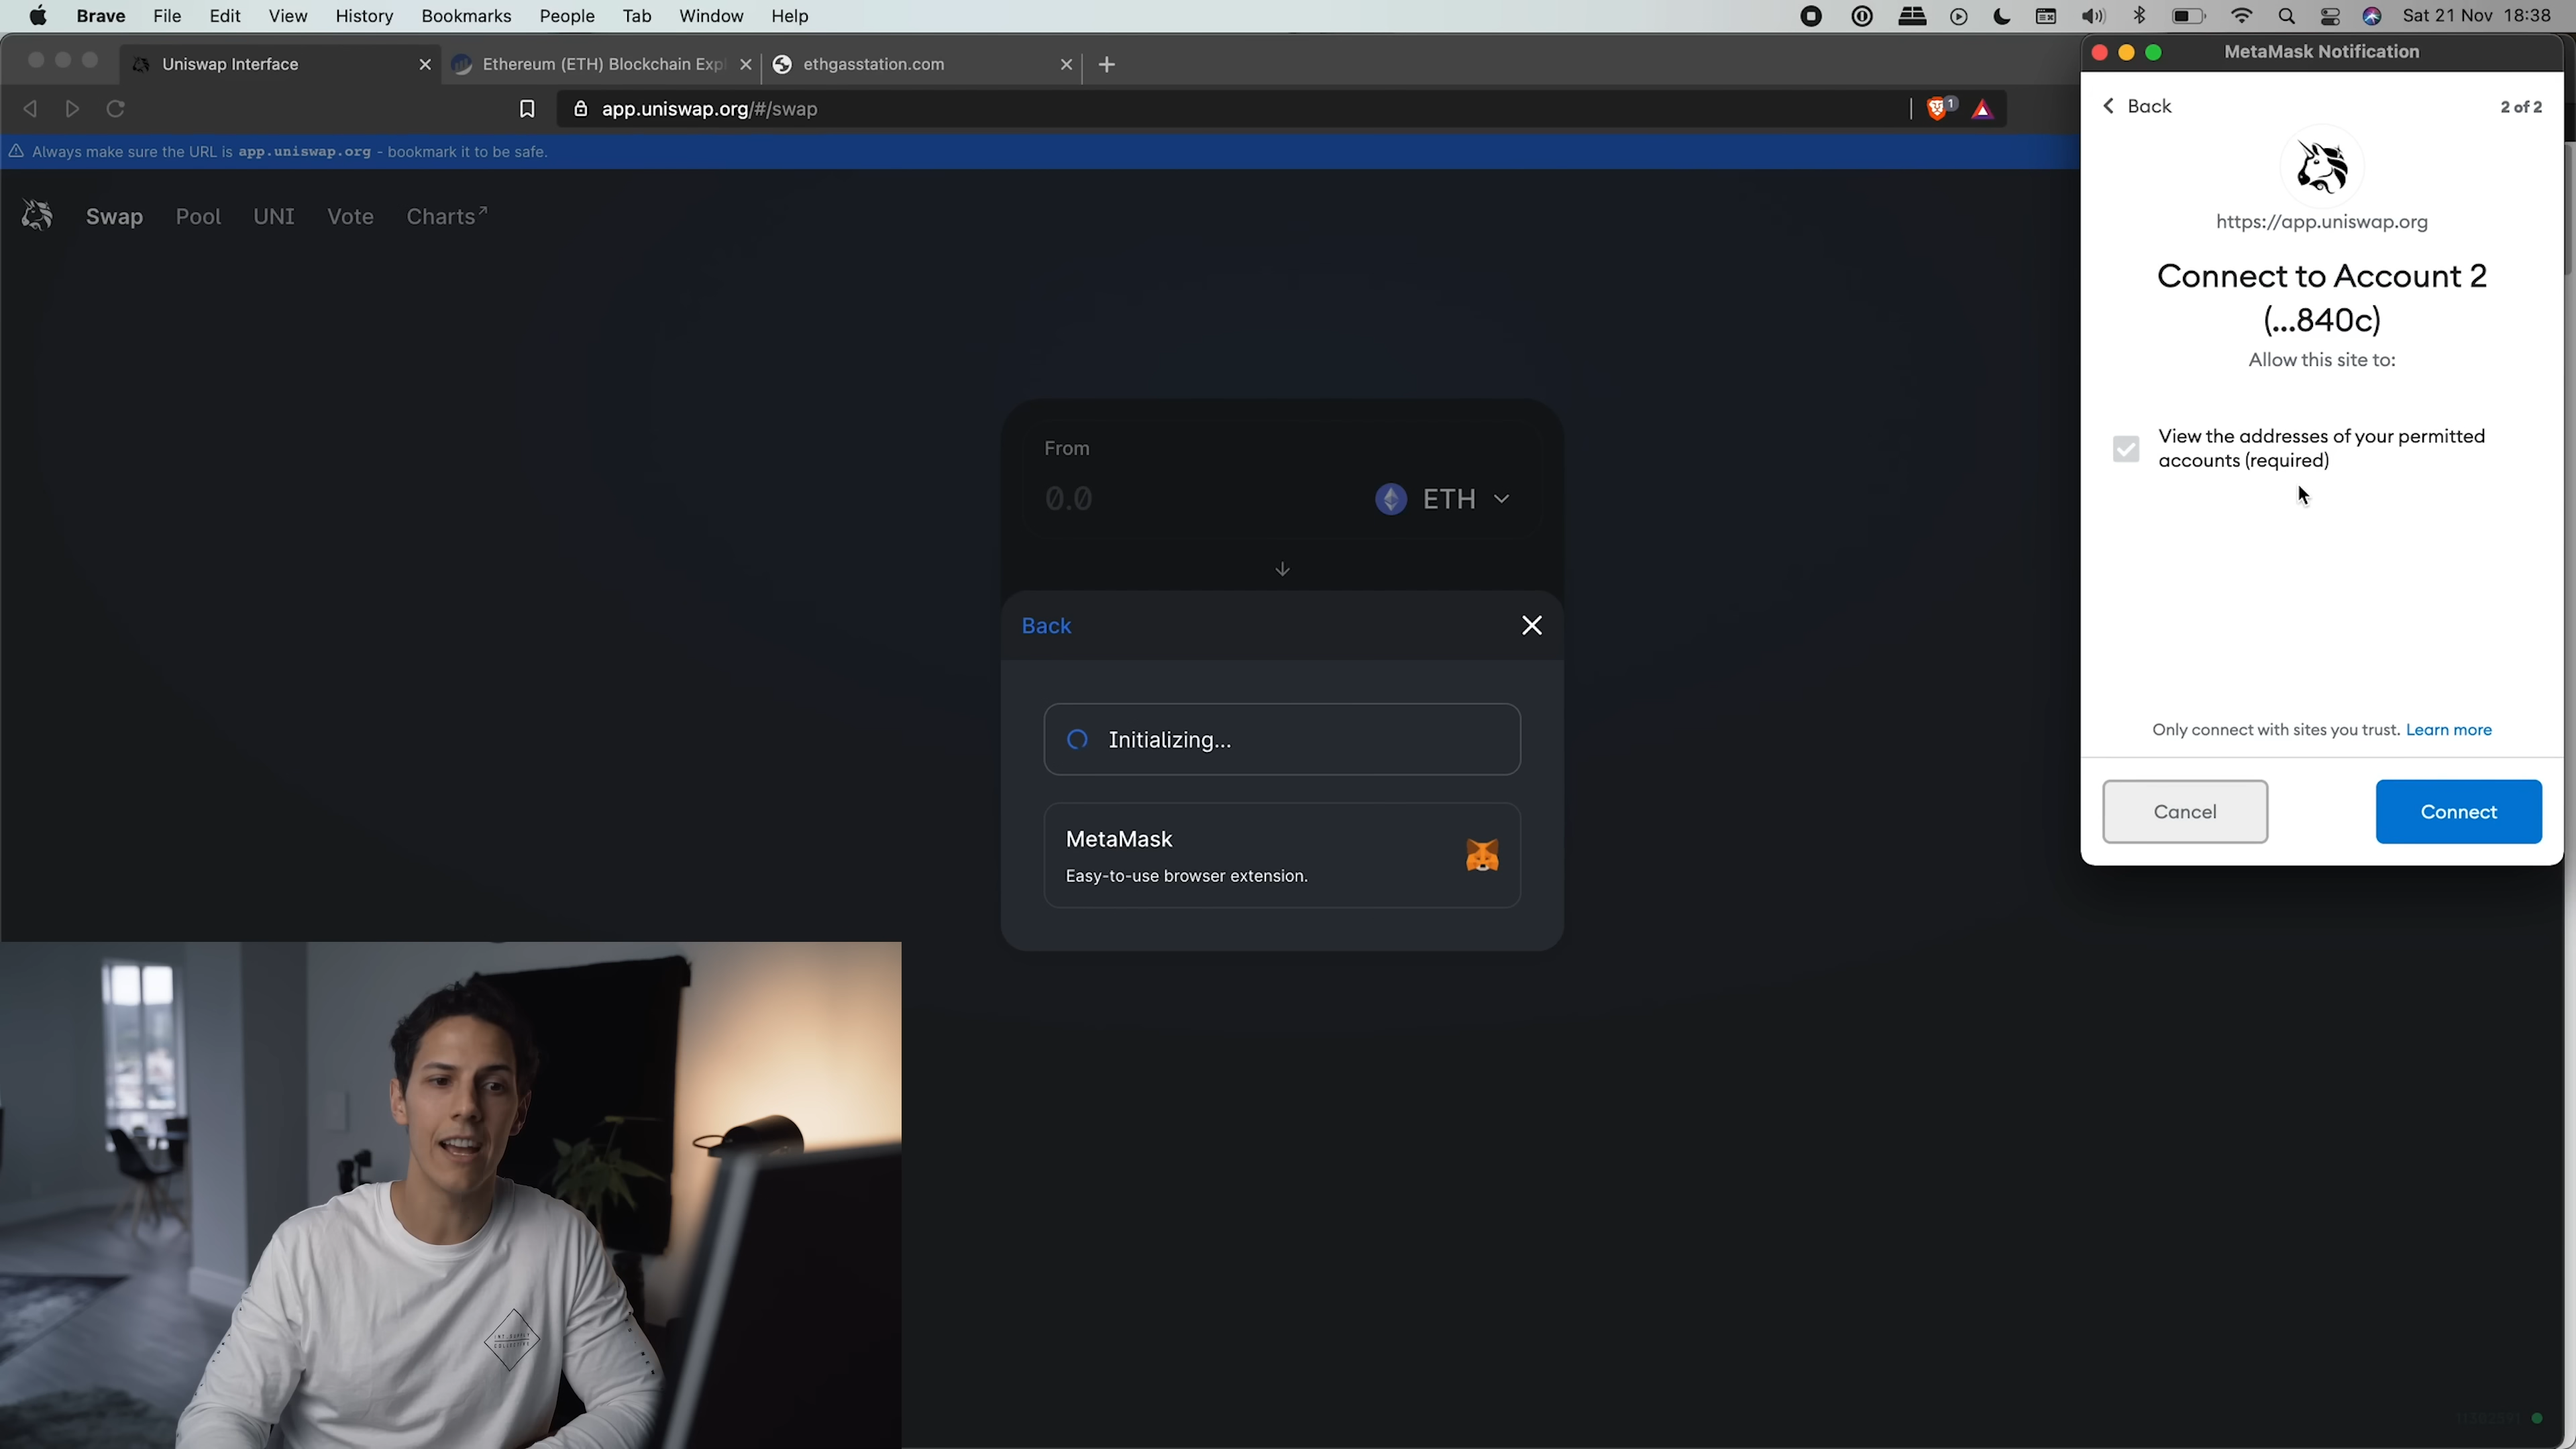 Brave File Edit View History Bookmarks People Tab Window Help
Sat 21 Nov 18:38
Uniswap Interface
Ethereum (ETH) Blockchain Exp
ethgasstation.com
app.uniswap.org/#/swap
1
Always make sure the URL is app.uniswap.org - bookmark it to be safe.
Swap Pool UNI Vote Charts↗
From
0.0
ETH
Back
Initializing...
MetaMask
Easy-to-use browser extension.
MetaMask Notification
Back
2 of 2
https://app.uniswap.org
Connect to Account 2
(...840c)
Allow this site to:
View the addresses of your permitted
accounts (required)
Only connect with sites you trust. Learn more
Cancel
Connect
COLLECTIVE